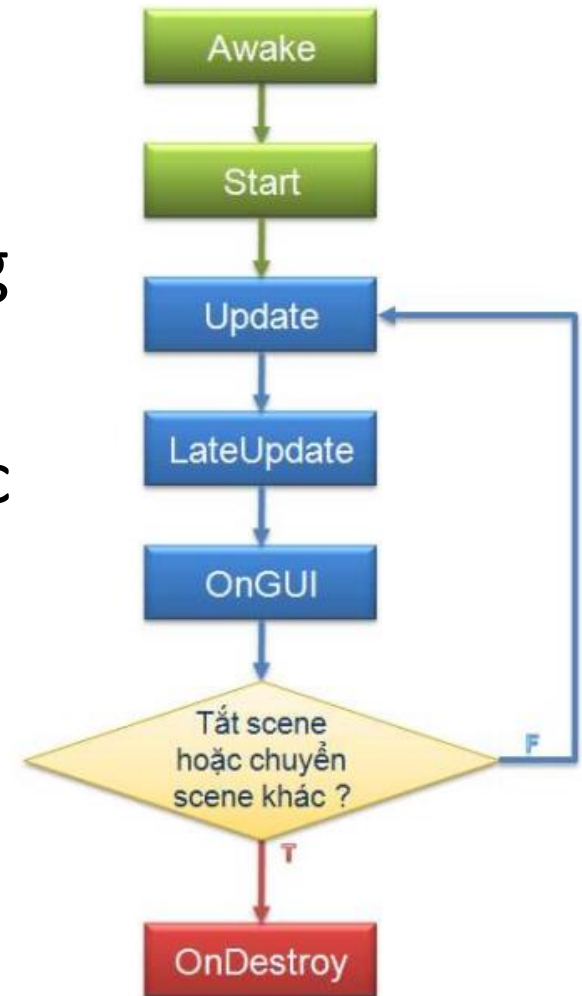 Awake
Start
g
Update
LateUpdate
c
OnGUI
Tắt scene
hoặc chuyển
scene khác ?
F
T
OnDestroy